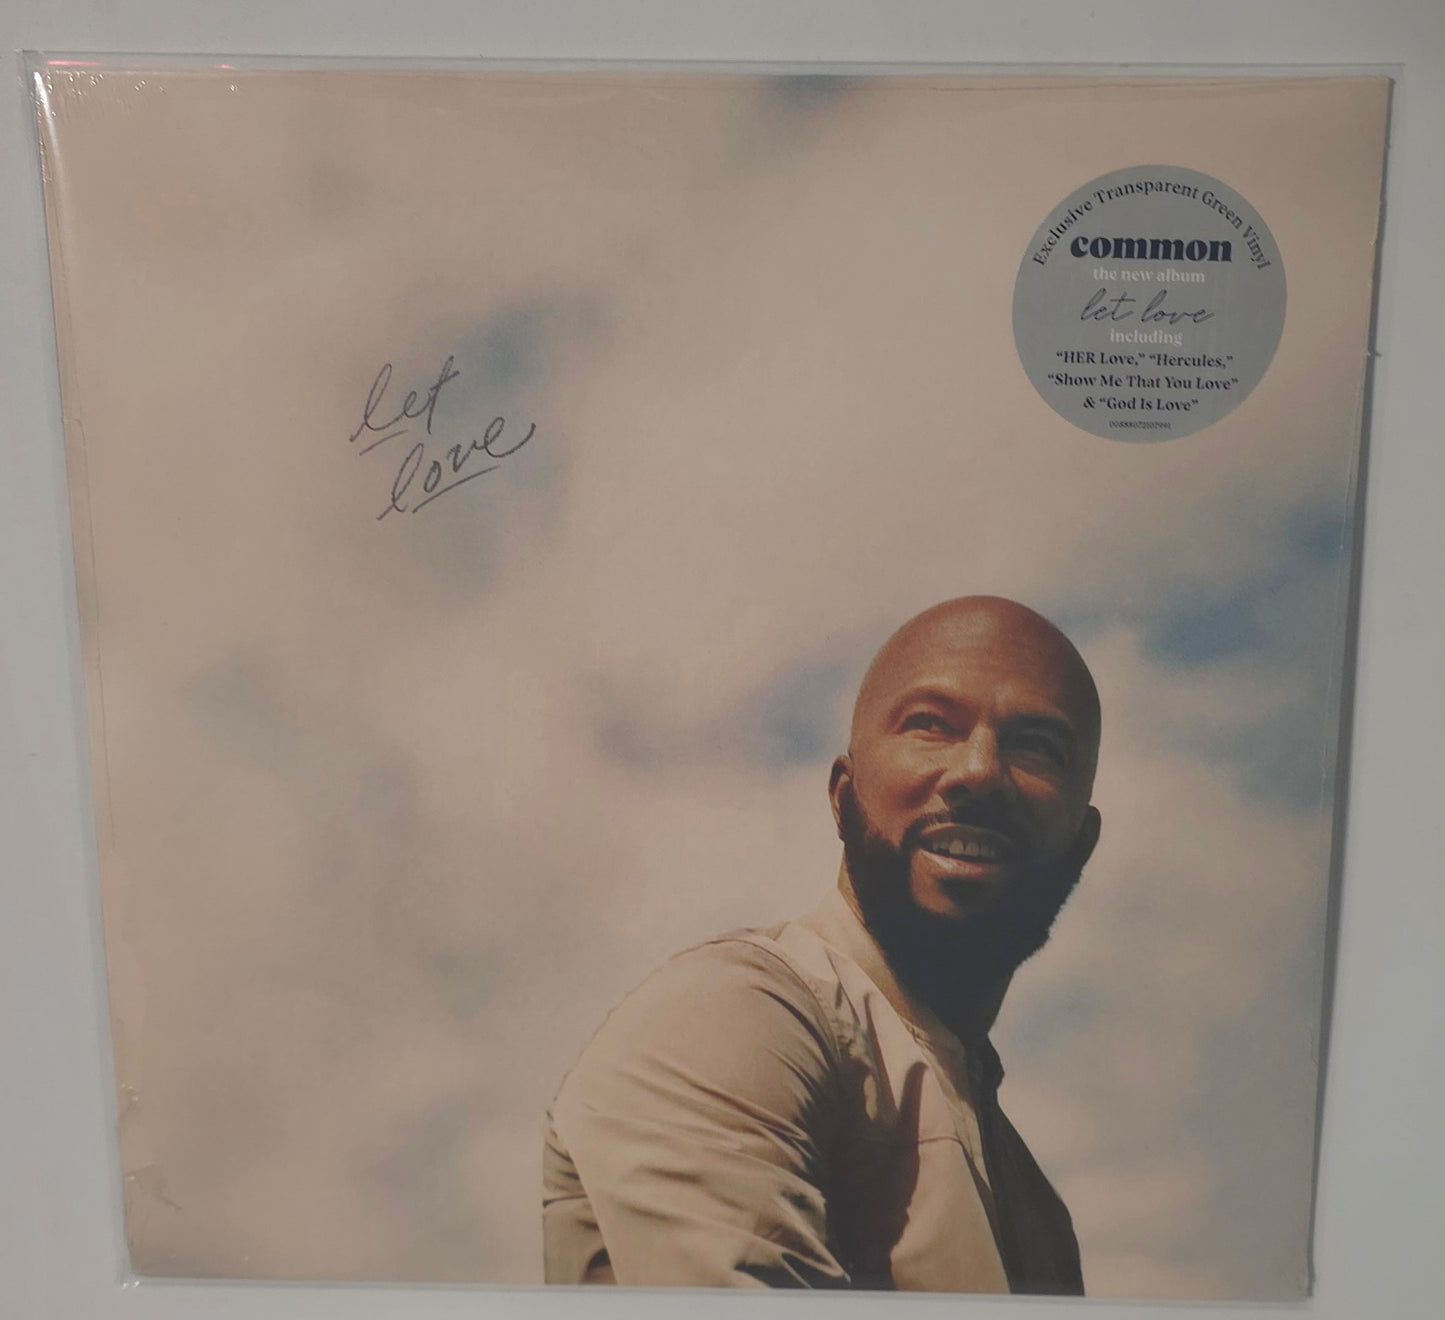 let
love
Exclusive Transparent Green Vinyl
common
the new album
let love
including
“HER Love,” “Hercules,”
“Show Me That You Love”
& “God Is Love”